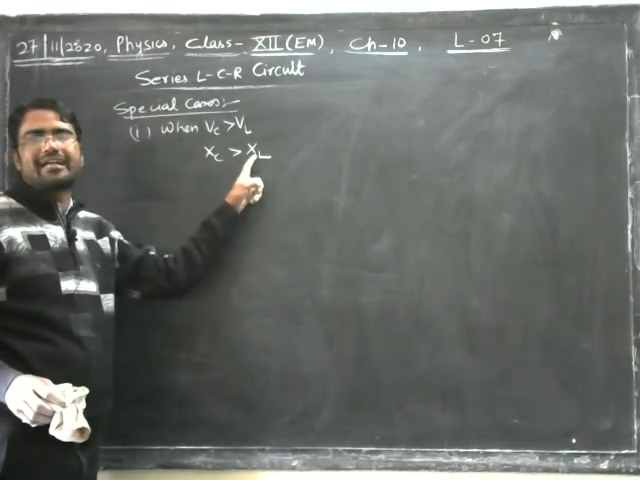 27/11/2020, Physics, Class- XII (EM), Ch-10, L-07
Series L-C-R Circuit
Special Cases:-
(i) When Vc > VL
Xc > XL